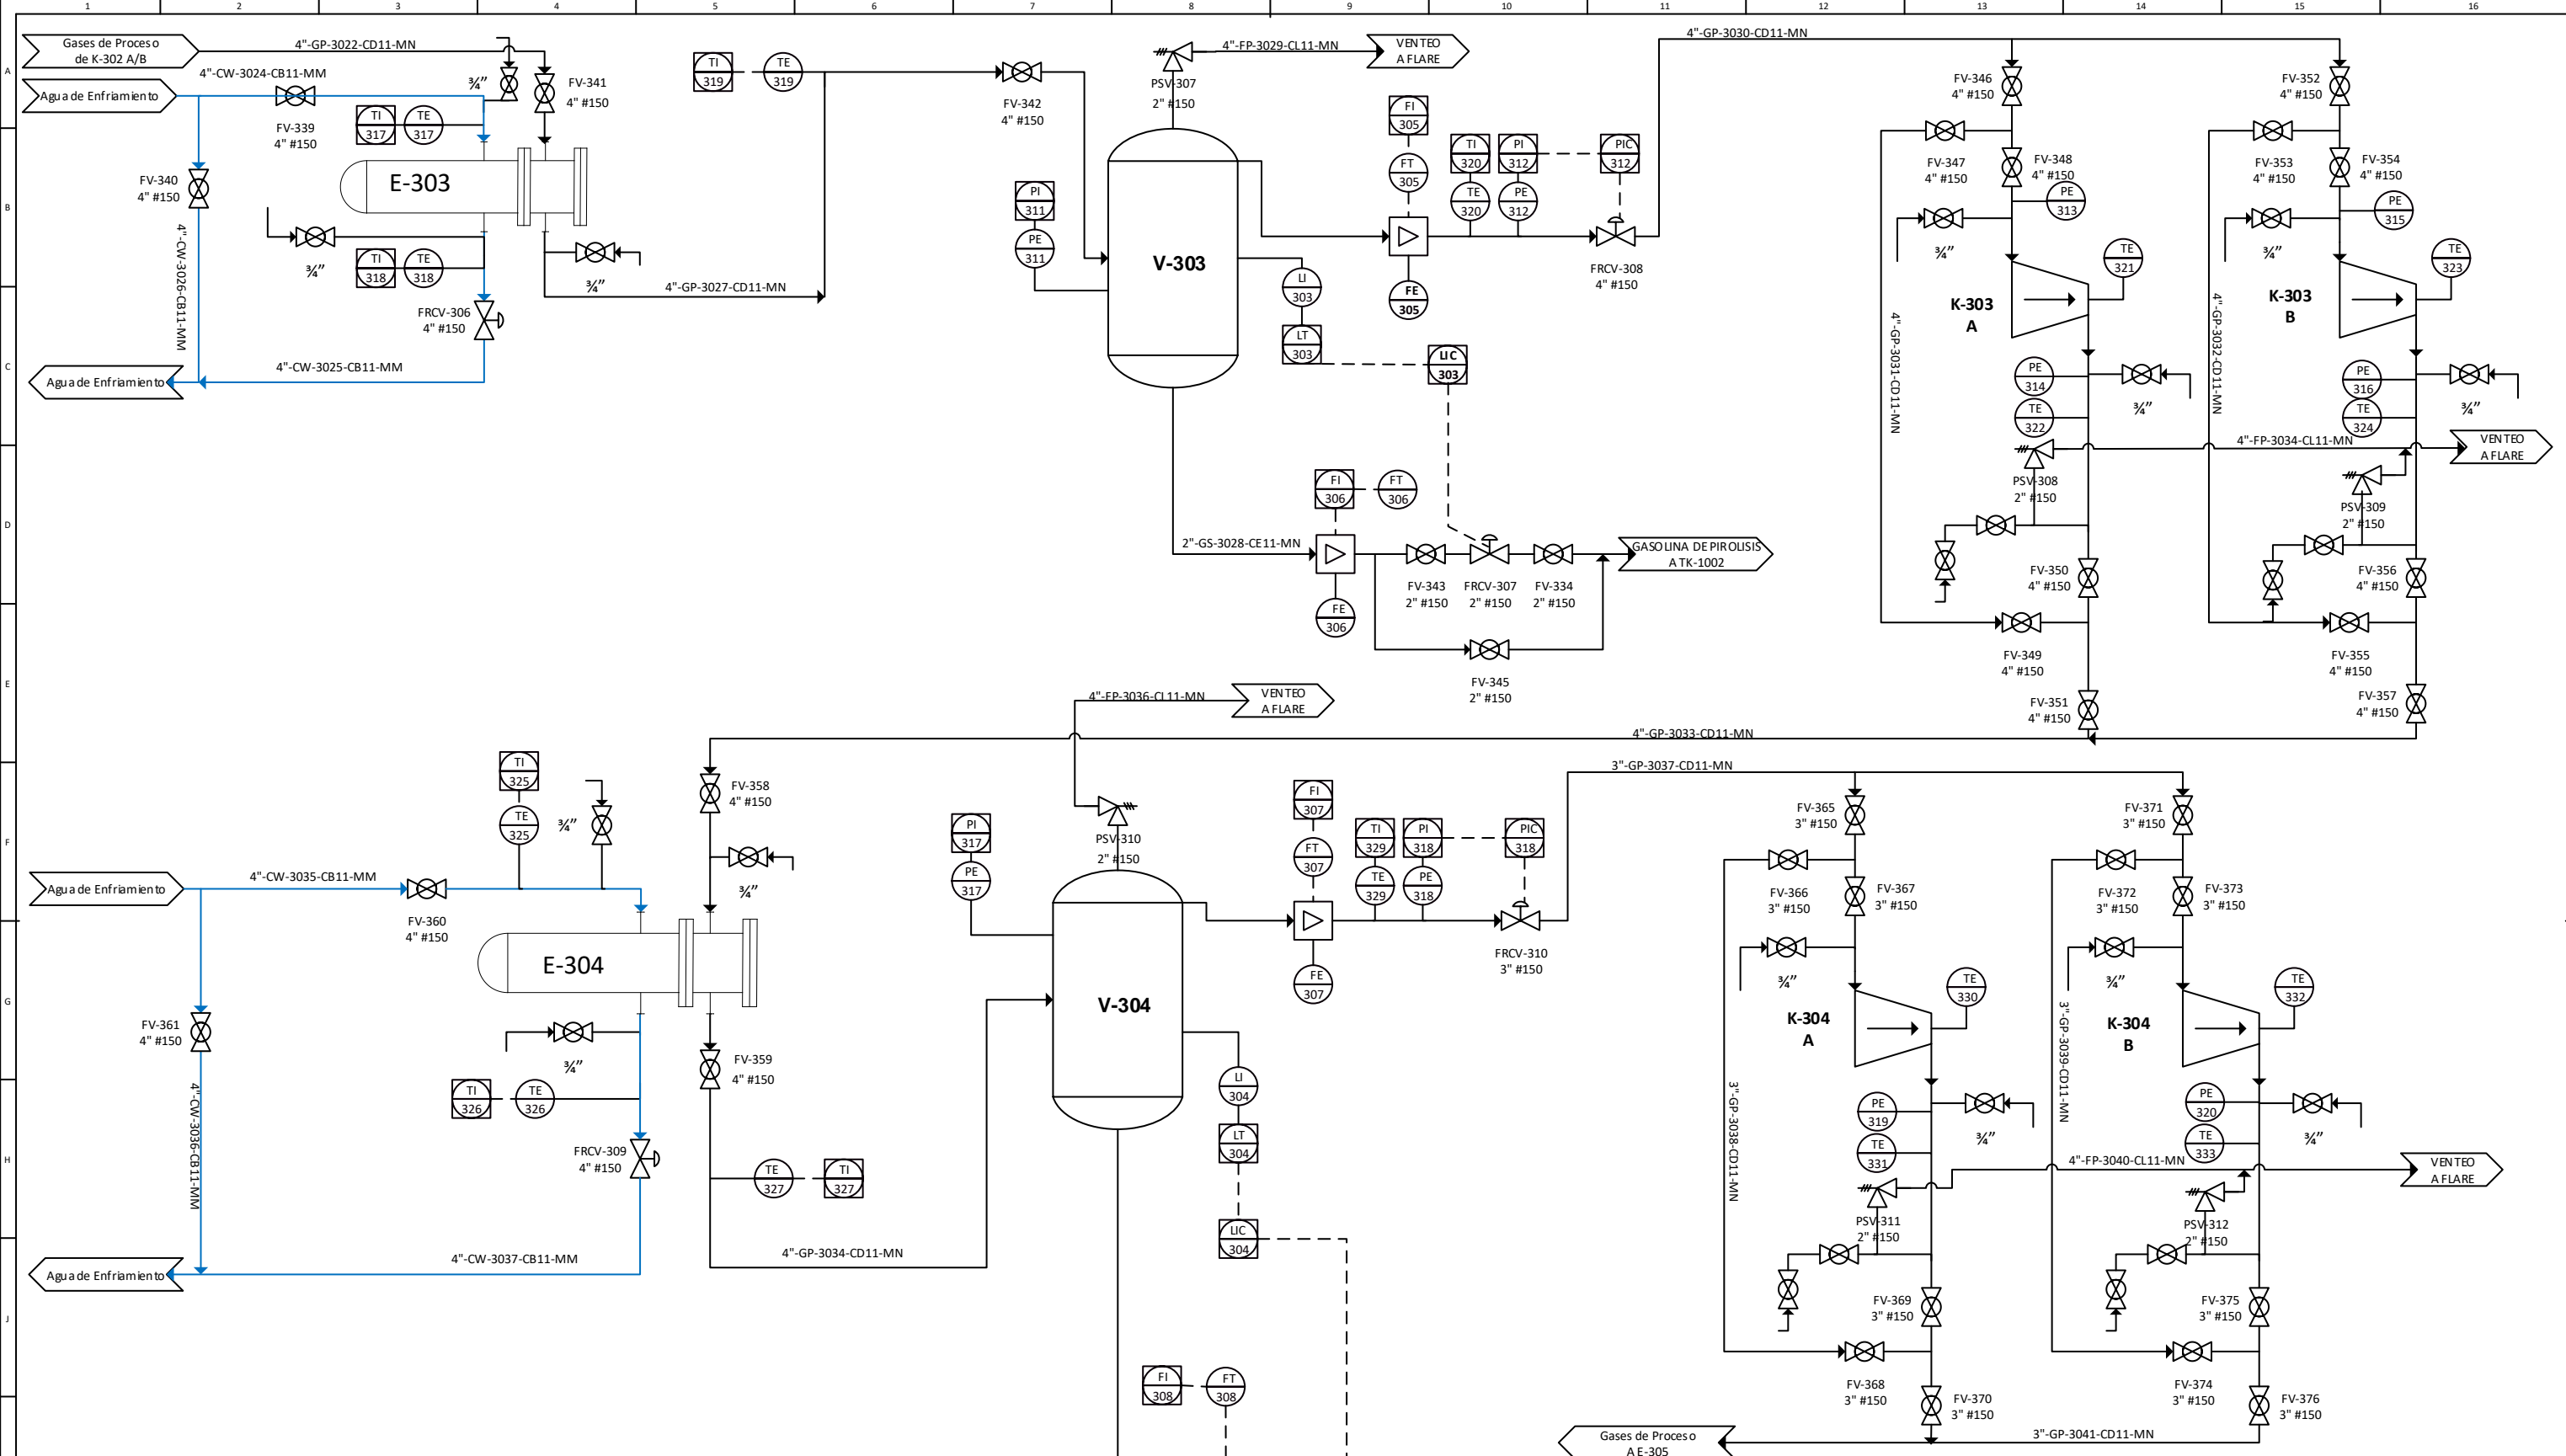 1 2 3 4 5 6 7 8 9 10 11 12 13 14 15 16
A
B
C
D
E
F
G
H
J
Gases de Proceso
de K-302 A/B
4"-GP-3022-CD11-MN
4"-CW-3024-CB11-MM
Agua de Enfriamiento
FV-339
4" #150
¾”
FV-341
4" #150
TI
317
TE
317
FV-340
4" #150
E-303
4"-CW-3026-CB11-MM
¾”
TI
318
TE
318
¾”
FRCV-306
4" #150
4"-GP-3027-CD11-MN
4"-CW-3025-CB11-MM
Agua de Enfriamiento
TI
319
TE
319
FV-342
4" #150
PSV-307
2" #150
4"-FP-3029-CL11-MN
VENTEO
A FLARE
PI
311
PE
311
V-303
FI
305
FT
305
FE
305
TI
320
TE
320
PI
312
PE
312
PIC
312
FRCV-308
4" #150
4"-GP-3030-CD11-MN
LI
303
LT
303
LIC
303
FI
306
FT
306
2"-GS-3028-CE11-MN
FE
306
FV-343
2" #150
FRCV-307
2" #150
FV-334
2" #150
FV-345
2" #150
GASOLINA DE PIROLISIS
A TK-1002
FV-346
4" #150
FV-347
4" #150
FV-348
4" #150
PE
313
¾”
TE
321
K-303
A
4"-GP-3031-CD11-MN
PE
314
TE
322
¾”
PSV-308
2" #150
FV-350
4" #150
FV-349
4" #150
FV-351
4" #150
FV-352
4" #150
FV-353
4" #150
FV-354
4" #150
PE
315
¾”
TE
323
K-303
B
4"-GP-3032-CD11-MN
PE
316
TE
324
¾”
4"-FP-3034-CL11-MN
VENTEO
A FLARE
PSV-309
2" #150
FV-356
4" #150
FV-355
4" #150
FV-357
4" #150
4"-GP-3033-CD11-MN
4"-FP-3036-CL11-MN
VENTEO
A FLARE
TI
325
TE
325
¾”
FV-358
4" #150
¾”
Agua de Enfriamiento
4"-CW-3035-CB11-MM
FV-360
4" #150
E-304
FV-361
4" #150
¾”
4"-CW-3036-CB11-MM
TI
326
TE
326
FRCV-309
4" #150
FV-359
4" #150
TE
327
TI
327
4"-CW-3037-CB11-MM
Agua de Enfriamiento
4"-GP-3034-CD11-MN
PI
317
PE
317
PSV-310
2" #150
V-304
FI
307
FT
307
FE
307
TI
329
TE
329
PI
318
PE
318
PIC
318
FRCV-310
3" #150
LI
304
LT
304
LIC
304
FI
308
FT
308
3"-GP-3037-CD11-MN
FV-365
3" #150
FV-366
3" #150
FV-367
3" #150
¾”
TE
330
K-304
A
3"-GP-3038-CD11-MN
PE
319
TE
331
¾”
PSV-311
2" #150
FV-369
3" #150
FV-368
3" #150
FV-370
3" #150
FV-371
3" #150
FV-372
3" #150
FV-373
3" #150
¾”
TE
332
K-304
B
3"-GP-3039-CD11-MN
PE
320
TE
333
¾”
4"-FP-3040-CL11-MN
VENTEO
A FLARE
PSV-312
2" #150
FV-375
3" #150
FV-374
3" #150
FV-376
3" #150
3"-GP-3041-CD11-MN
Gases de Proceso
A E-305